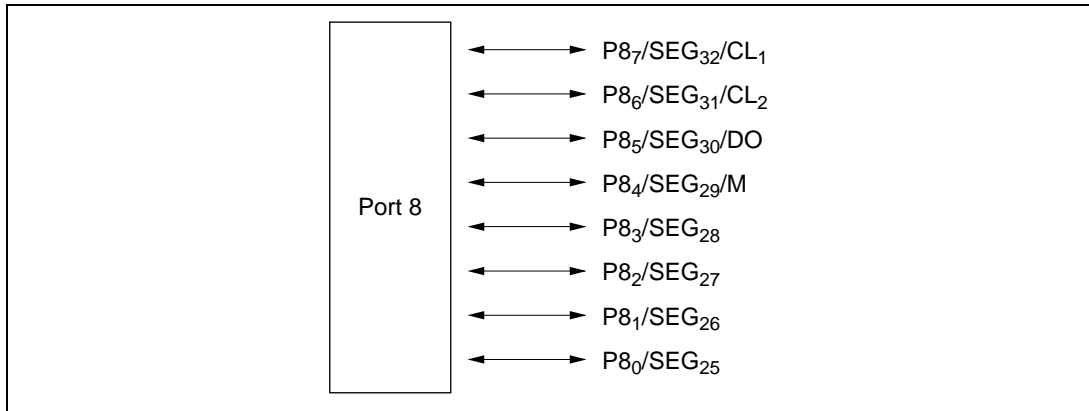 Port 8
P8₇/SEG₃₂/CL₁
P8₆/SEG₃₁/CL₂
P8₅/SEG₃₀/DO
P8₄/SEG₂₉/M
P8₃/SEG₂₈
P8₂/SEG₂₇
P8₁/SEG₂₆
P8₀/SEG₂₅